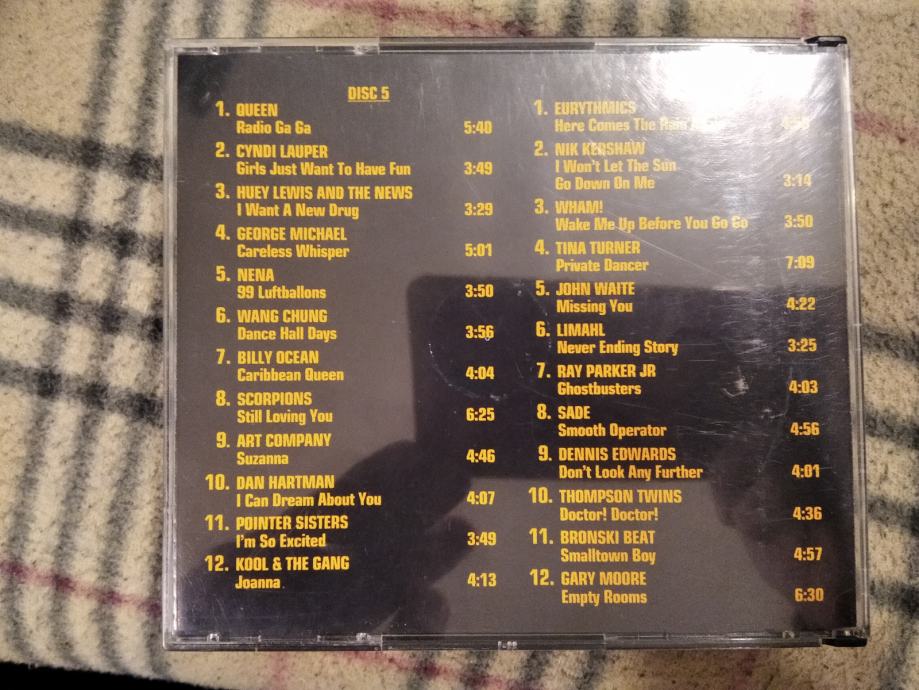 DISC 5
1. QUEEN
Radio Ga Ga 5:40
2. CYNDI LAUPER
Girls Just Want To Have Fun 3:49
3. HUEY LEWIS AND THE NEWS
I Want A New Drug 3:29
4. GEORGE MICHAEL
Careless Whisper 5:01
5. NENA
99 Luftballons 3:50
6. WANG CHUNG
Dance Hall Days 3:56
7. BILLY OCEAN
Caribbean Queen 4:04
8. SCORPIONS
Still Loving You 6:25
9. ART COMPANY
Suzanna 4:46
10. DAN HARTMAN
I Can Dream About You 4:07
11. POINTER SISTERS
I'm So Excited 3:49
12. KOOL & THE GANG
Joanna 4:13
1. EURYTHMICS
Here Comes The Rain
2. NIK KERSHAW
I Won't Let The Sun
Go Down On Me 3:14
3. WHAM!
Wake Me Up Before You Go Go 3:50
4. TINA TURNER
Private Dancer 7:09
5. JOHN WAITE
Missing You 4:22
6. LIMAHL
Never Ending Story 3:25
7. RAY PARKER JR
Ghostbusters 4:03
8. SADE
Smooth Operator 4:56
9. DENNIS EDWARDS
Don't Look Any Further 4:01
10. THOMPSON TWINS
Doctor! Doctor! 4:36
11. BRONSKI BEAT
Smalltown Boy 4:57
12. GARY MOORE
Empty Rooms 6:30